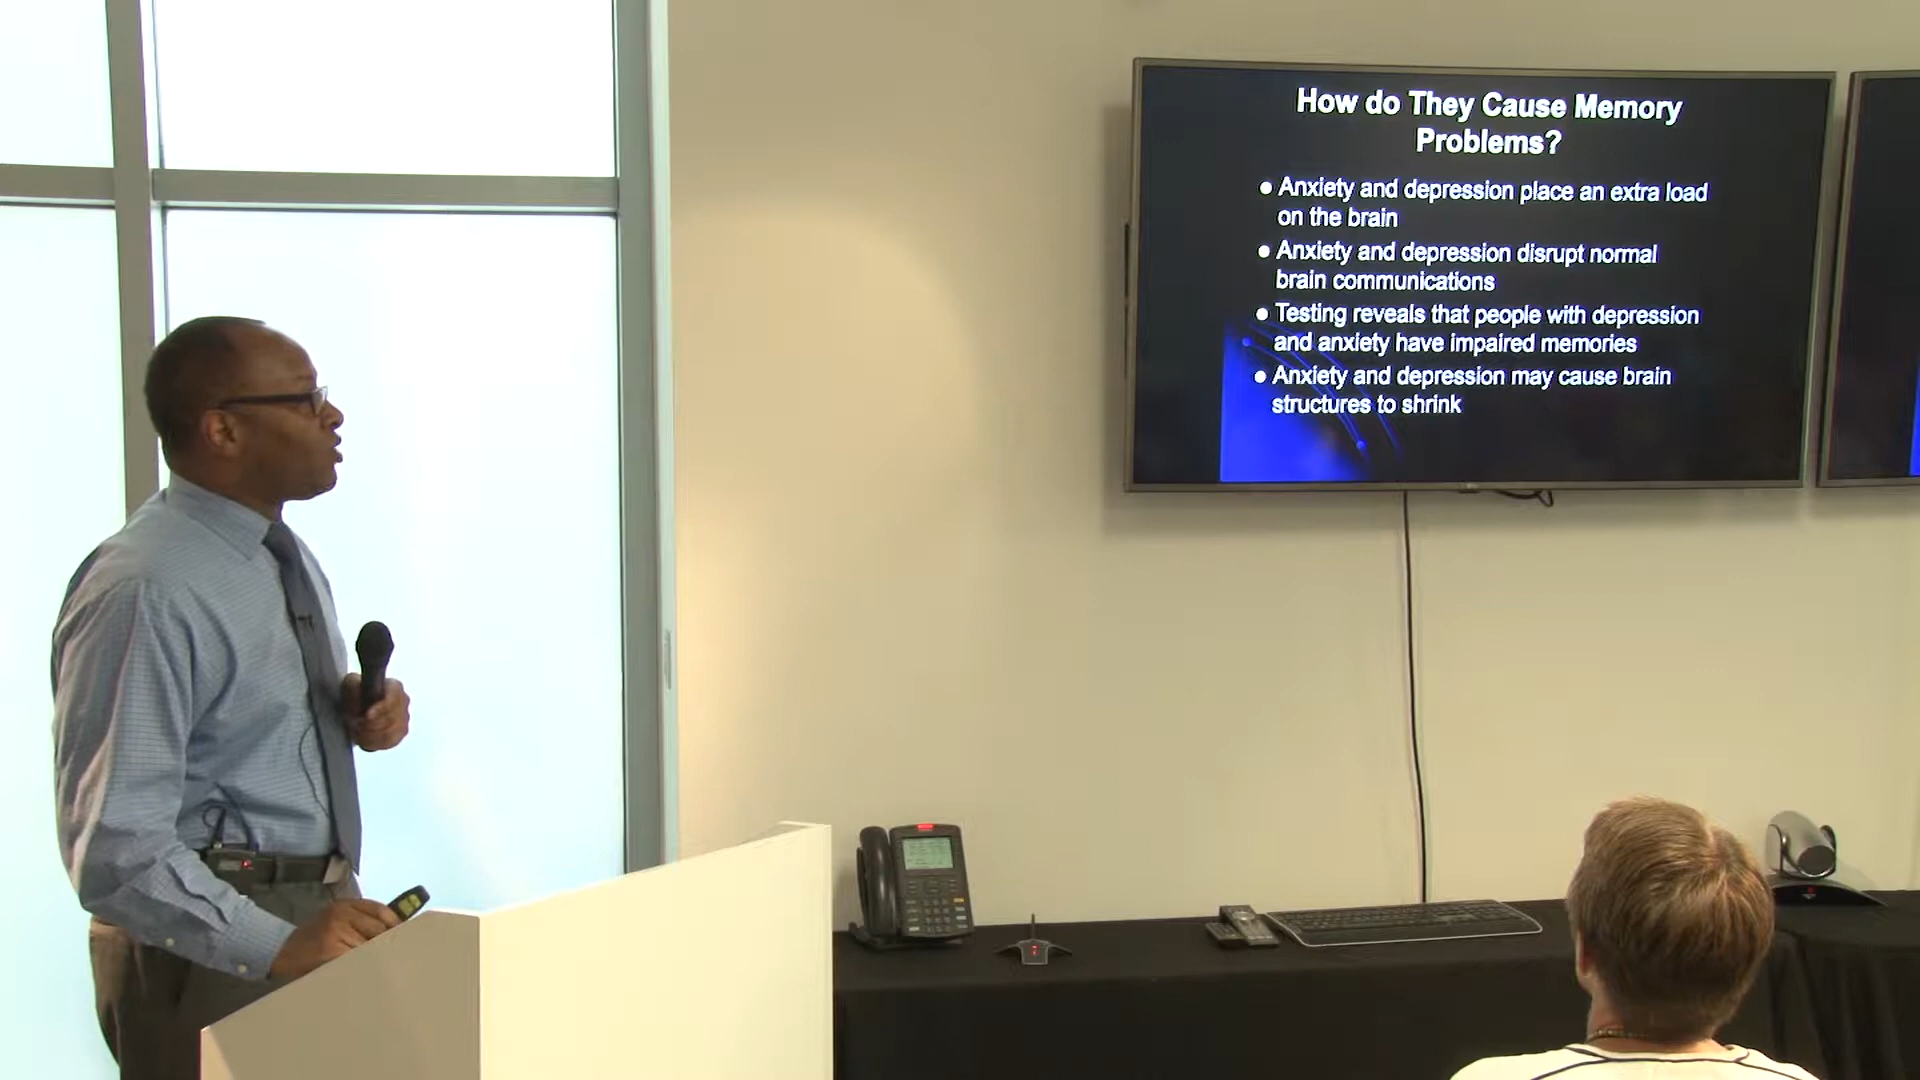 How do They Cause Memory
Problems?
● Anxiety and depression place an extra load
on the brain
● Anxiety and depression disrupt normal
brain communications
● Testing reveals that people with depression
and anxiety have impaired memories
● Anxiety and depression may cause brain
structures to shrink